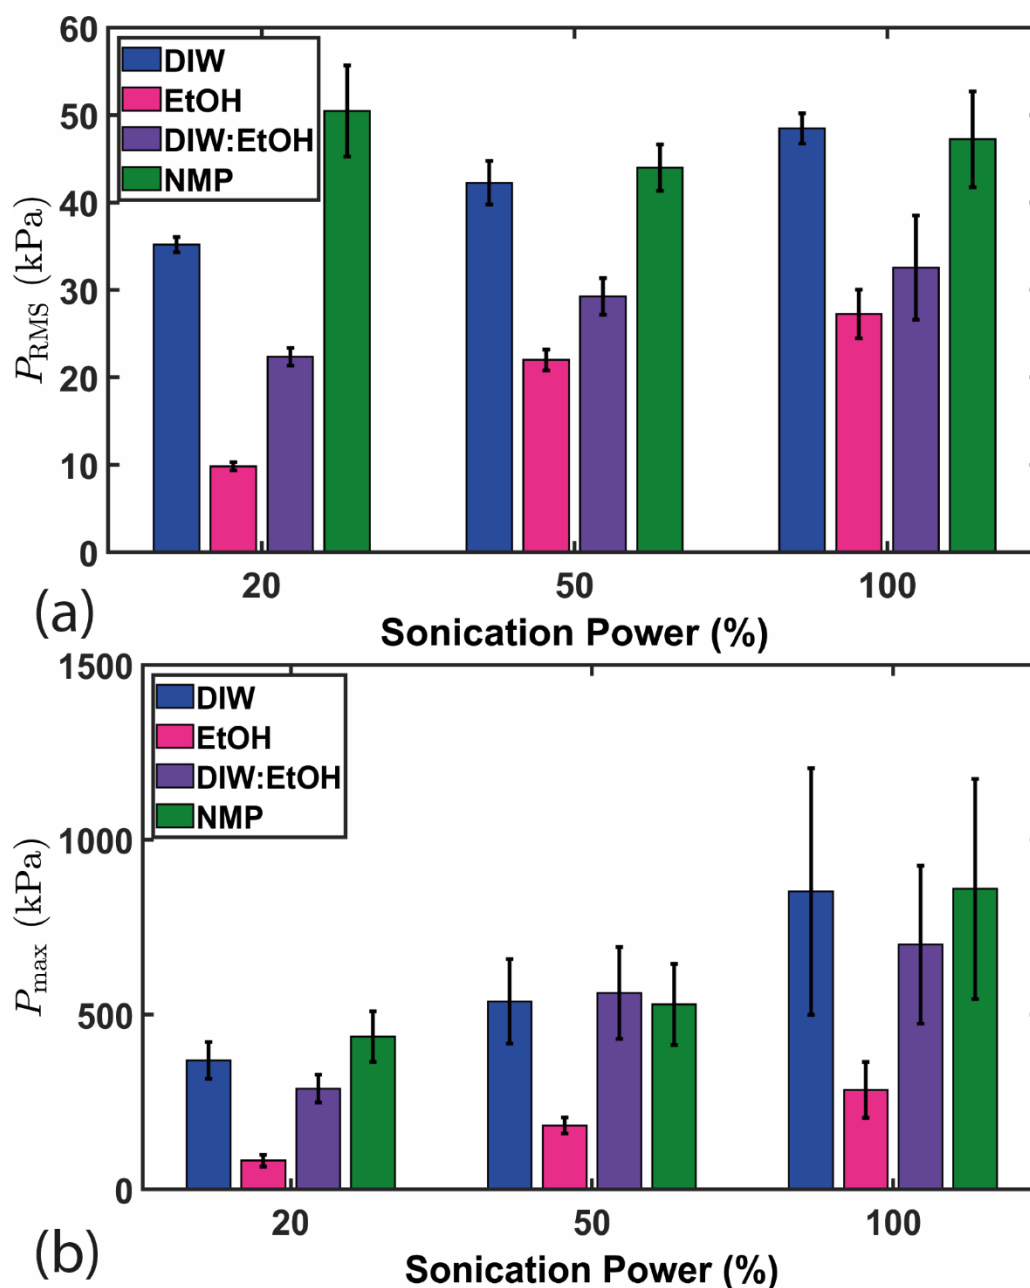 60
50
40
30
20
10
0
P_RMS (kPa)
DIW
EtOH
DIW:EtOH
NMP
20 50 100
(a) Sonication Power (%)
1500
1000
500
0
P_max (kPa)
DIW
EtOH
DIW:EtOH
NMP
20 50 100
(b) Sonication Power (%)